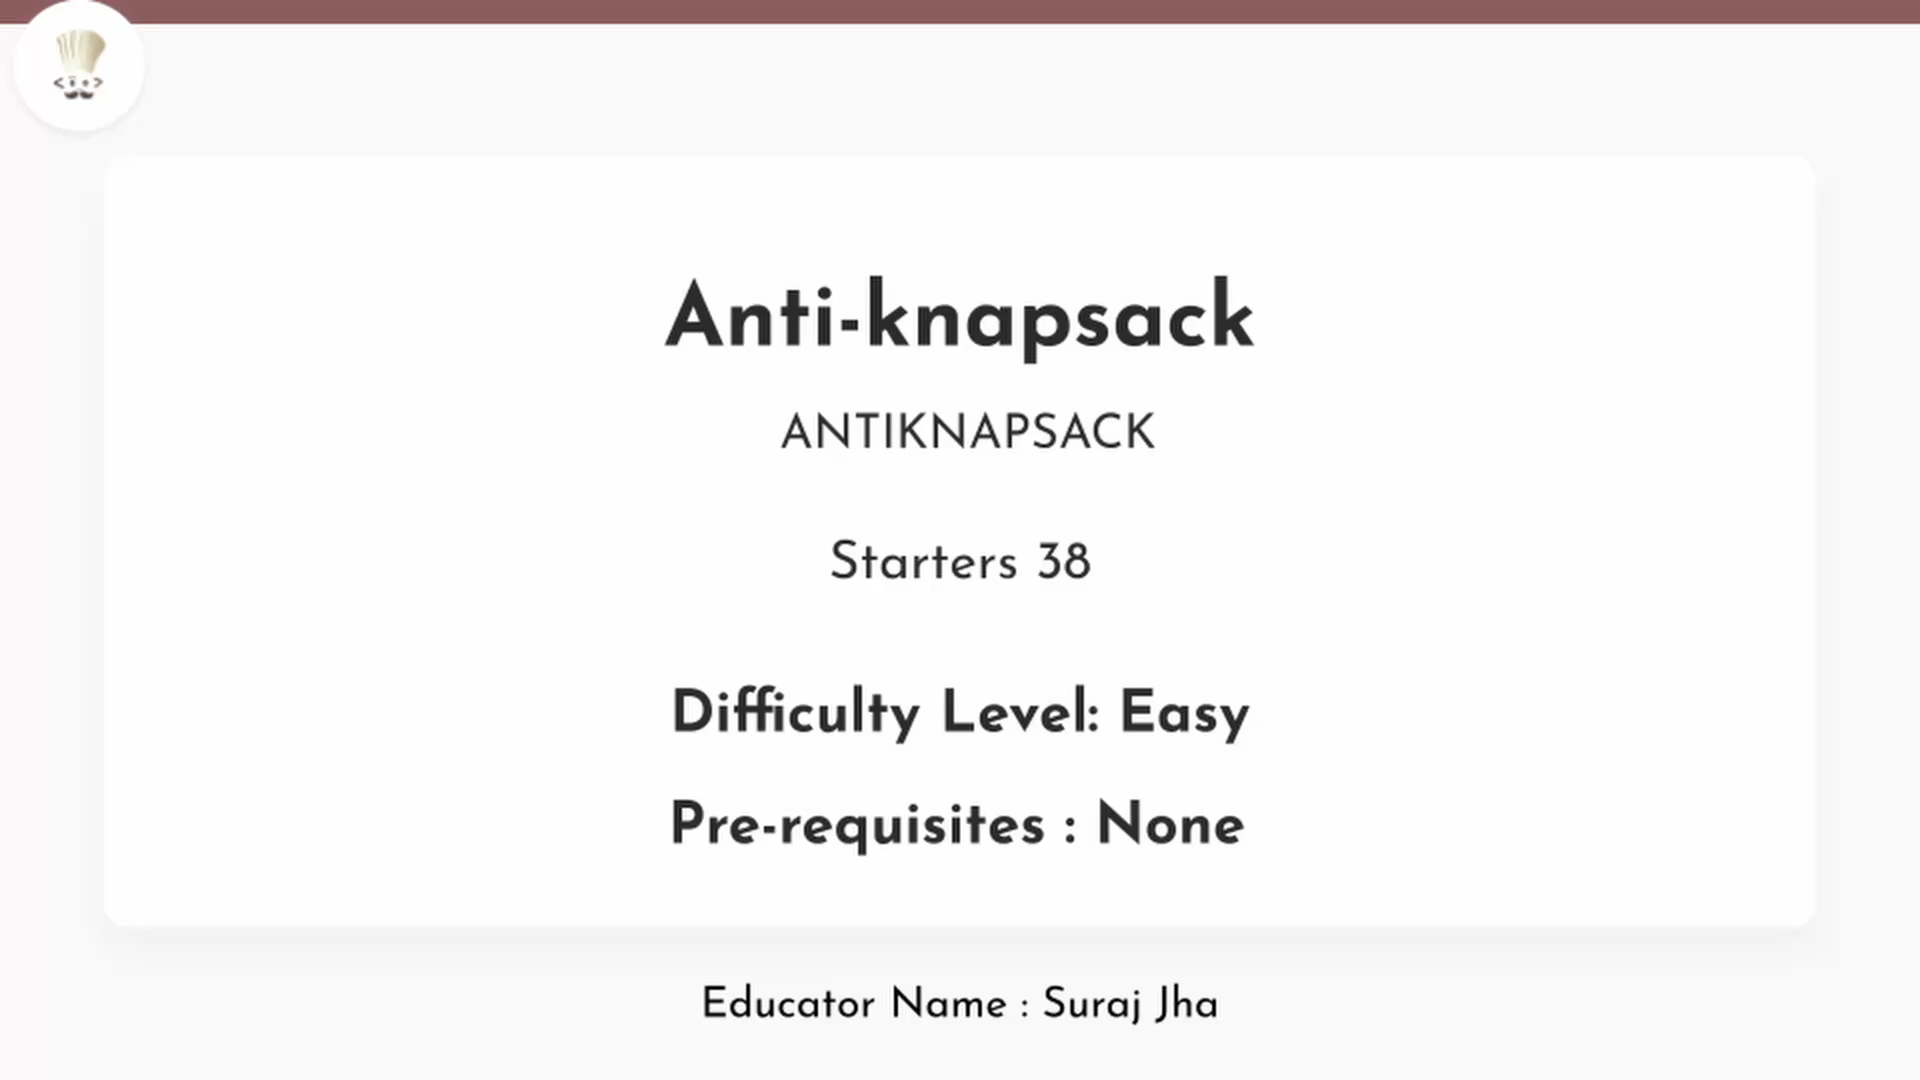 Anti-knapsack
ANTIKNAPSACK
Starters 38
Difficulty Level: Easy
Pre-requisites : None
Educator Name : Suraj Jha